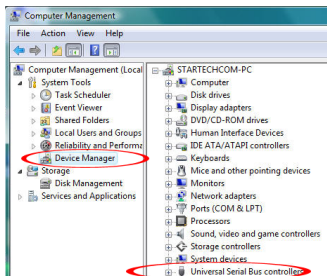 Computer Management
File Action View Help
Computer Management (Local
System Tools
Task Scheduler
Event Viewer
Shared Folders
Local Users and Groups
Reliability and Performa
Device Manager
Storage
Disk Management
Services and Applications
STARTECHCOM-PC
Computer
Disk drives
Display adapters
DVD/CD-ROM drives
Human Interface Devices
IDE ATA/ATAPI controllers
Keyboards
Mice and other pointing devices
Monitors
Network adapters
Ports (COM & LPT)
Processors
Sound, video and game controllers
Storage controllers
System devices
Universal Serial Bus controllers